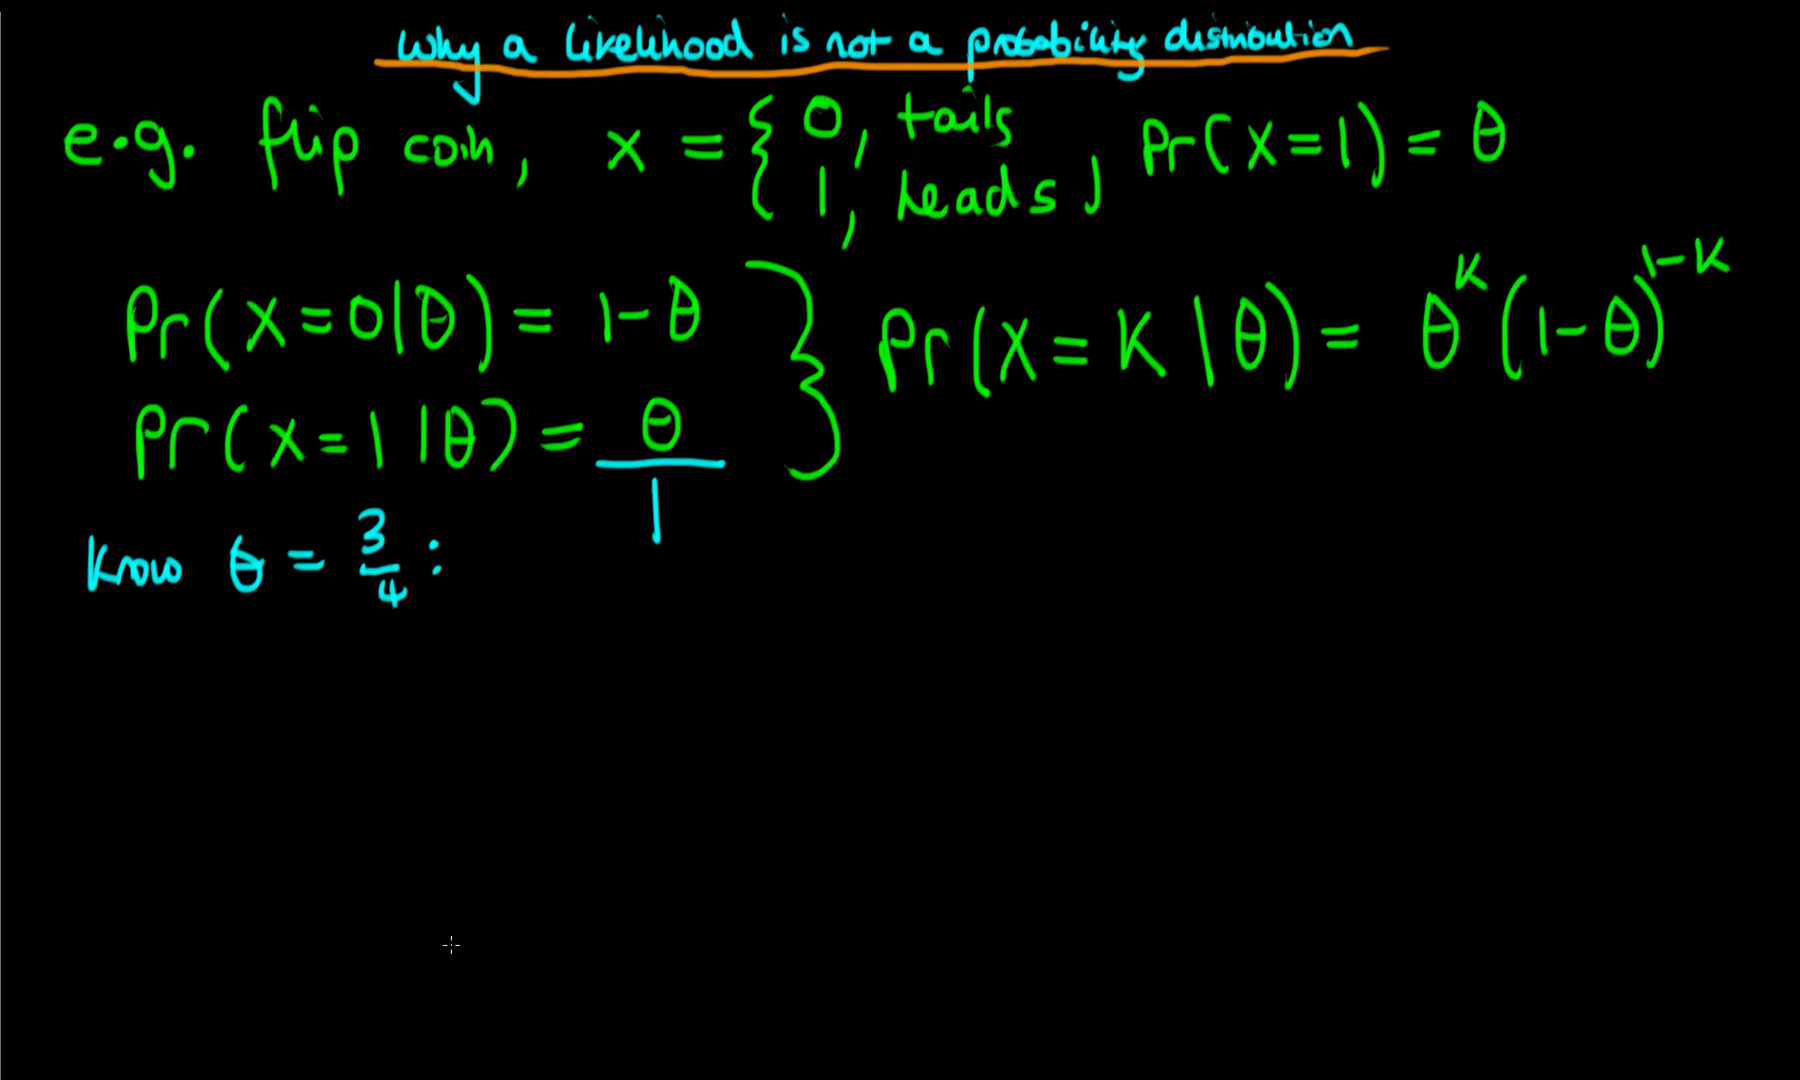 Why a likelihood is not a probability distribution
e.g. flip coin, X = { 0, tails
1, heads , Pr(X=1) = θ
Pr(X=0|θ) = 1-θ
Pr(X=K|θ) = θ^K (1-θ)^1-K
Pr(X=1|θ) = θ
1
Know θ = 3/4 :